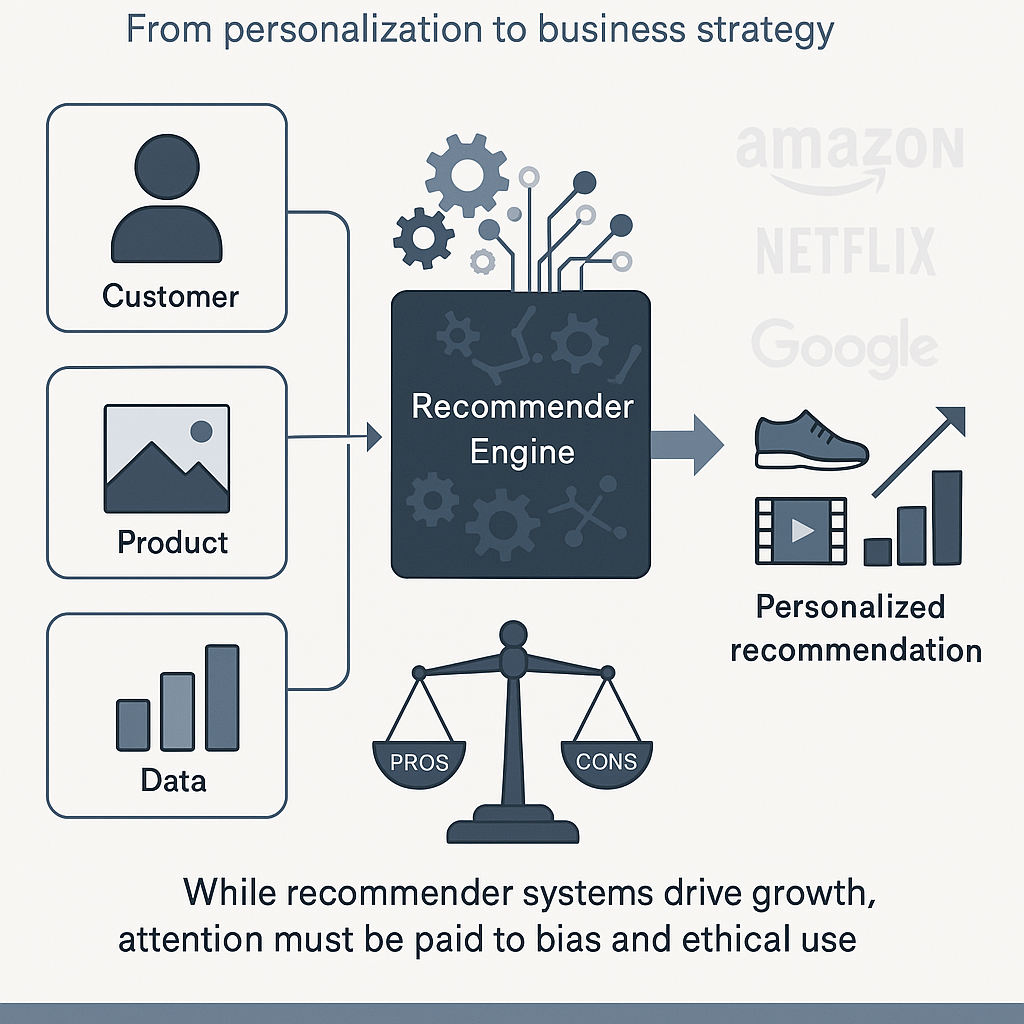 From personalization to business strategy
Customer
Product
Data
Recommender
Engine
amazon
NETFLIX
Google
Personalized
recommendation
PROS
CONS
While recommender systems drive growth,
attention must be paid to bias and ethical use